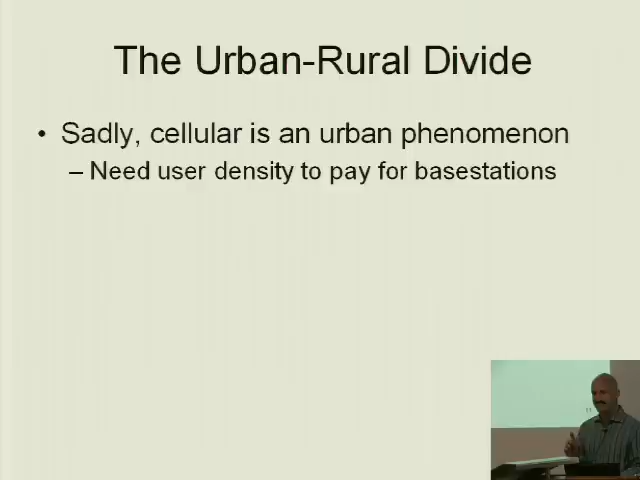 The Urban-Rural Divide
• Sadly, cellular is an urban phenomenon
– Need user density to pay for basestations